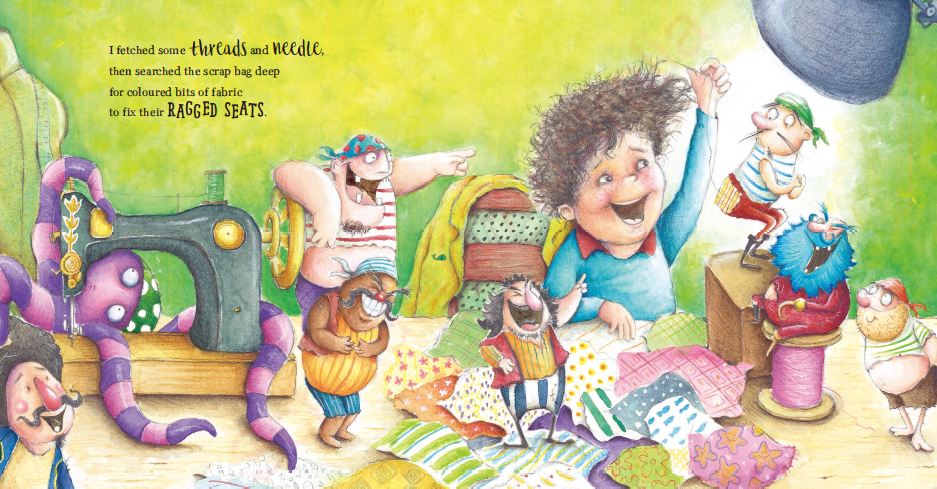 I fetched some threads and needle,
then searched the scrap bag deep
for coloured bits of fabric
to fix their RAGGED SEATS.